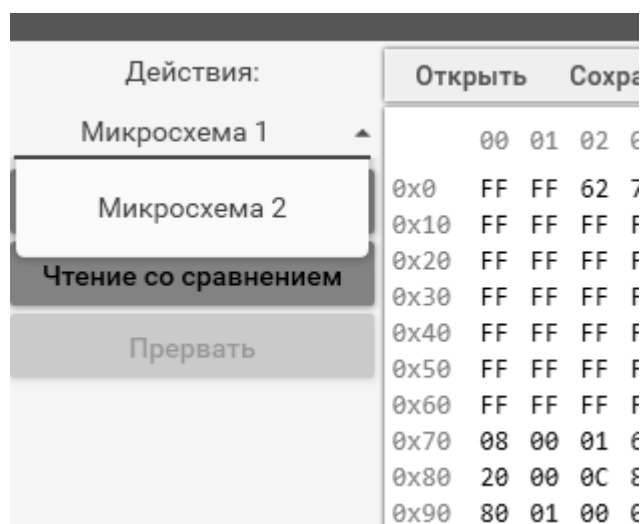 Действия:
Микросхема 1
Микросхема 2
Чтение со сравнением
Прервать
Открыть
00 01 02
0x0 FF FF 62
0x10 FF FF FF
0x20 FF FF FF
0x30 FF FF FF
0x40 FF FF FF
0x50 FF FF FF
0x60 FF FF FF
0x70 08 00 01
0x80 20 00 0C
0x90 80 01 00